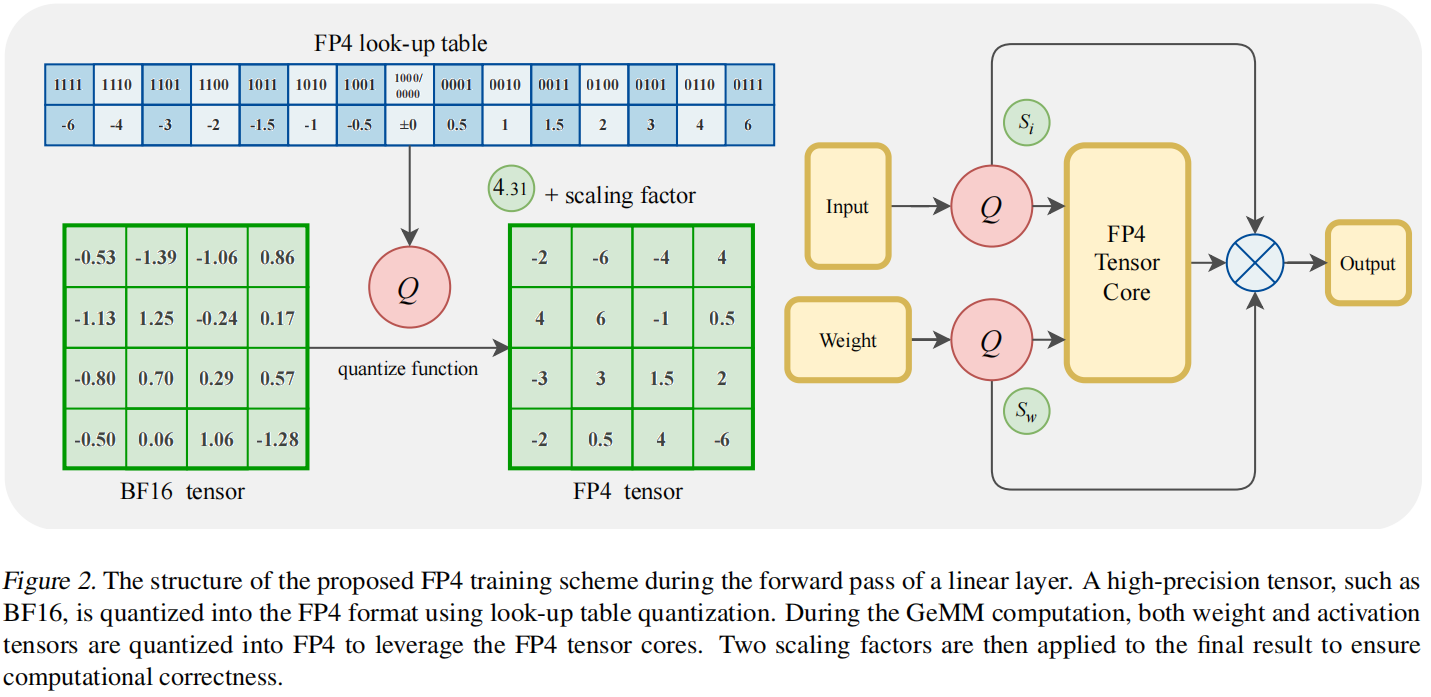 FP4 look-up table
1111 1110 1101 1100 1011 1010 1001 1000/0000 0001 0010 0011 0100 0101 0110 0111
-6 -4 -3 -2 -1.5 -1 -0.5 ±0 0.5 1 1.5 2 3 4 6
4.31 + scaling factor
-0.53 -1.39 -1.06 0.86
-1.13 1.25 -0.24 0.17
-0.80 0.70 0.29 0.57
-0.50 0.06 1.06 -1.28
BF16 tensor
Q
quantize function
-2 -6 -4 4
4 6 -1 0.5
-3 3 1.5 2
-2 0.5 4 -6
FP4 tensor
Input
Q
Si
Weight
Q
Sw
FP4
Tensor
Core
Output
Figure 2. The structure of the proposed FP4 training scheme during the forward pass of a linear layer. A high-precision tensor, such as
BF16, is quantized into the FP4 format using look-up table quantization. During the GeMM computation, both weight and activation
tensors are quantized into FP4 to leverage the FP4 tensor cores. Two scaling factors are then applied to the final result to ensure
computational correctness.